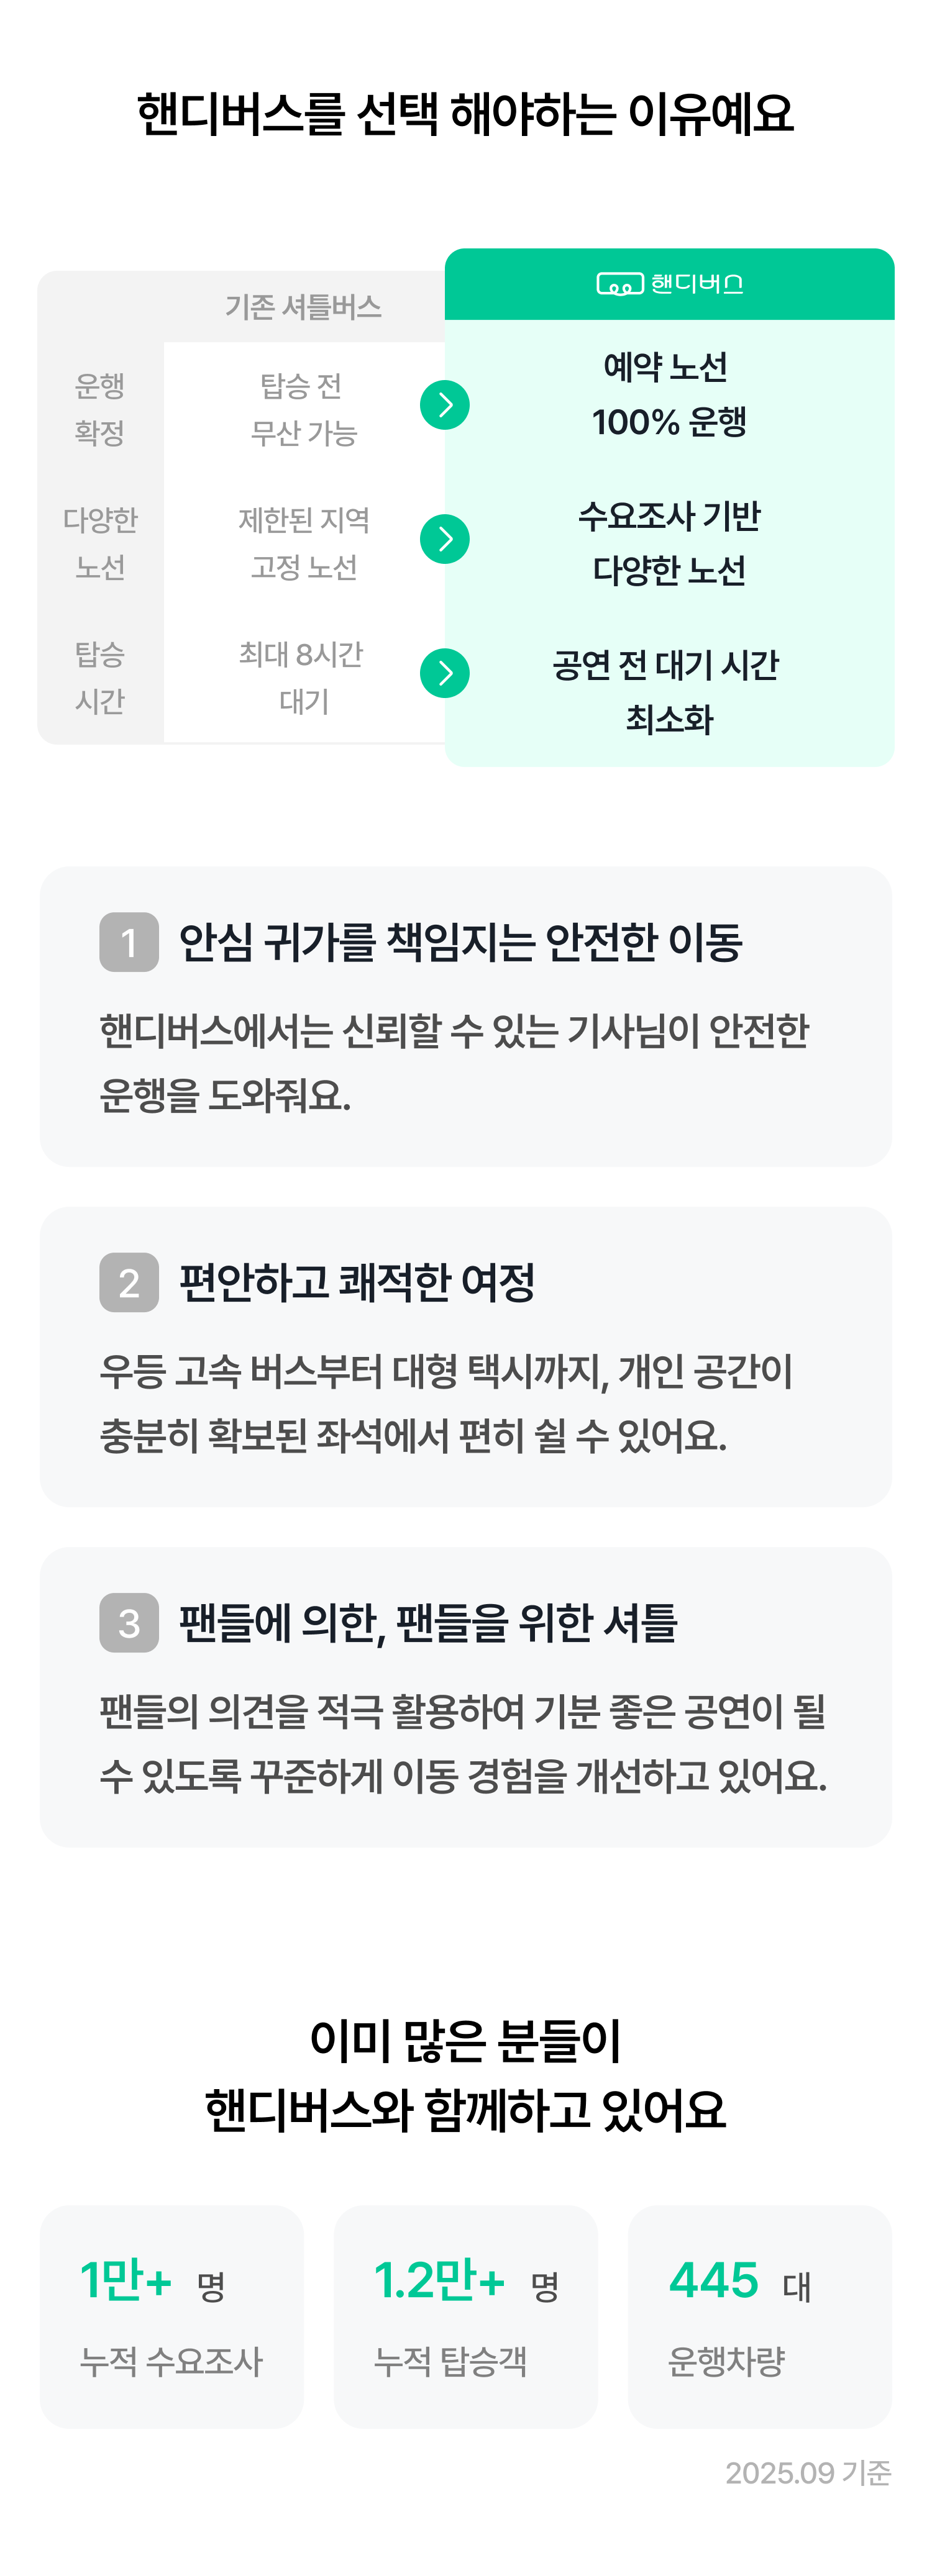 핸디버스를 선택 해야하는 이유예요
기존 셔틀버스
핸디버스
운행
확정
탑승 전
무산 가능
예약 노선
100% 운행
다양한
노선
제한된 지역
고정 노선
수요조사 기반
다양한 노선
탑승
시간
최대 8시간
대기
공연 전 대기 시간
최소화
1 안심 귀가를 책임지는 안전한 이동
핸디버스에서는 신뢰할 수 있는 기사님이 안전한
운행을 도와줘요.
2 편안하고 쾌적한 여정
우등 고속 버스부터 대형 택시까지, 개인 공간이
충분히 확보된 좌석에서 편히 쉴 수 있어요.
3 팬들에 의한, 팬들을 위한 셔틀
팬들의 의견을 적극 활용하여 기분 좋은 공연이 될
수 있도록 꾸준하게 이동 경험을 개선하고 있어요.
이미 많은 분들이
핸디버스와 함께하고 있어요
1만+ 명
누적 수요조사
1.2만+ 명
누적 탑승객
445 대
운행차량
2025.09 기준